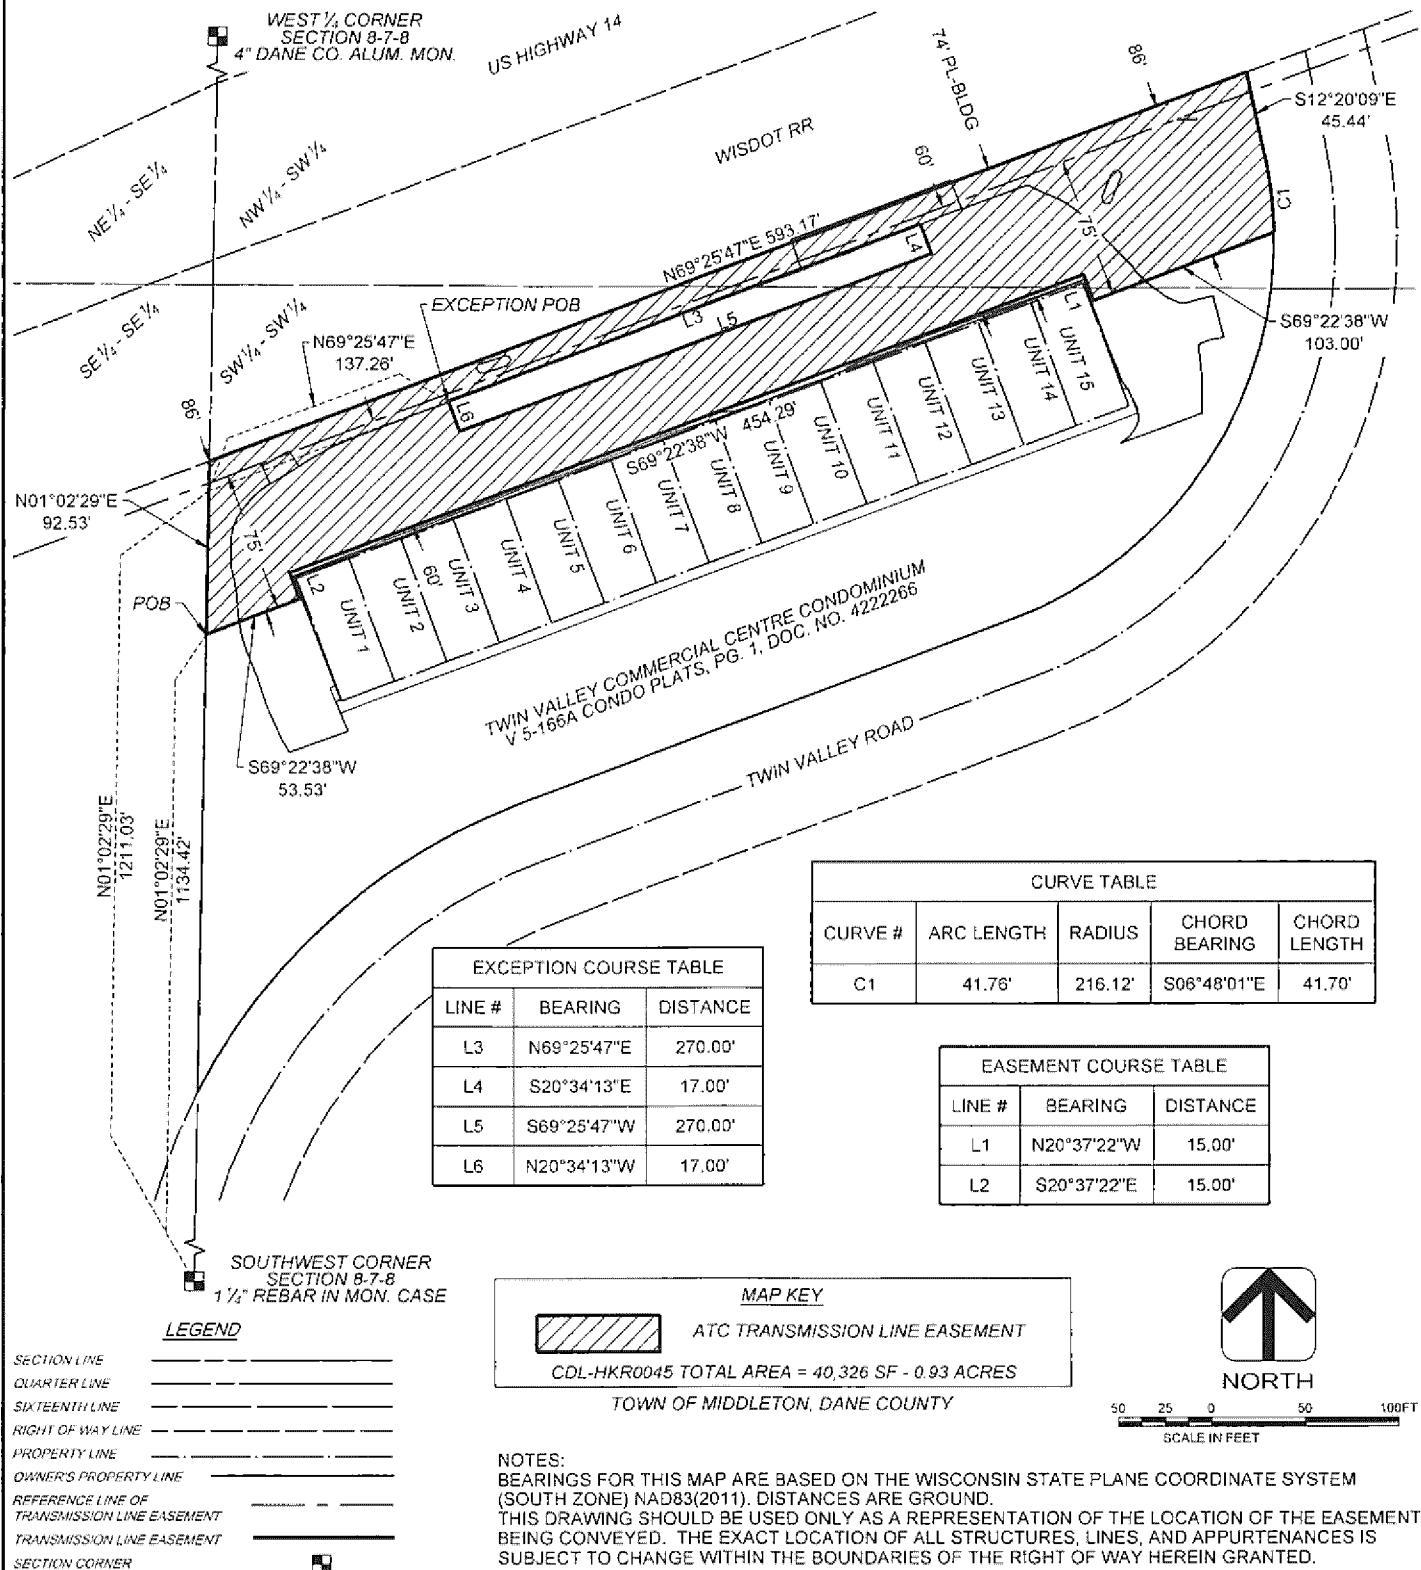 WEST 1/4 CORNER
SECTION 8-7-8
4" DANE CO. ALUM. MON.
US HIGHWAY 14
74' PL-BLDG
86'
S12°20'09"E
45.44'
WISDOT RR
60'
NE 1/4 - SE 1/4
NW 1/4 - SW 1/4
C1
75'
N69°25'47"E 593.17'
L4
EXCEPTION POB
L3
L5
L1
SE 1/4 - SE 1/4
SW 1/4 - SW 1/4
N69°25'47"E
137.26'
S69°22'38"W
103.00'
86'
L6
S69°22'38"W 454.29'
N01°02'29"E
92.53'
75'
60'
L2
UNIT 1
UNIT 2
UNIT 3
UNIT 4
UNIT 5
UNIT 6
UNIT 7
UNIT 8
UNIT 9
UNIT 10
UNIT 11
UNIT 12
UNIT 13
UNIT 14
UNIT 15
POB
TWIN VALLEY COMMERCIAL CENTRE CONDOMINIUM
V 5-166A CONDO PLATS, PG. 1, DOC. NO. 4222266
S69°22'38"W
53.53'
TWIN VALLEY ROAD
N01°02'29"E
1211.03'
N01°02'29"E
1134.42'
CURVE TABLE
CURVE # ARC LENGTH RADIUS CHORD BEARING CHORD LENGTH
C1 41.76' 216.12' S06°48'01"E 41.70'
EXCEPTION COURSE TABLE
LINE # BEARING DISTANCE
L3 N69°25'47"E 270.00'
L4 S20°34'13"E 17.00'
L5 S69°25'47"W 270.00'
L6 N20°34'13"W 17.00'
EASEMENT COURSE TABLE
LINE # BEARING DISTANCE
L1 N20°37'22"W 15.00'
L2 S20°37'22"E 15.00'
SOUTHWEST CORNER
SECTION 8-7-8
1 1/4" REBAR IN MON. CASE
LEGEND
SECTION LINE
QUARTER LINE
SIXTEENTH LINE
RIGHT OF WAY LINE
PROPERTY LINE
OWNER'S PROPERTY LINE
REFERENCE LINE OF
TRANSMISSION LINE EASEMENT
TRANSMISSION LINE EASEMENT
SECTION CORNER
MAP KEY
ATC TRANSMISSION LINE EASEMENT
CDL-HKR0045 TOTAL AREA = 40,326 SF - 0.93 ACRES
TOWN OF MIDDLETON, DANE COUNTY
NORTH
50 25 0 50 100FT
SCALE IN FEET
NOTES:
BEARINGS FOR THIS MAP ARE BASED ON THE WISCONSIN STATE PLANE COORDINATE SYSTEM
(SOUTH ZONE) NAD83(2011). DISTANCES ARE GROUND.
THIS DRAWING SHOULD BE USED ONLY AS A REPRESENTATION OF THE LOCATION OF THE EASEMENT
BEING CONVEYED. THE EXACT LOCATION OF ALL STRUCTURES, LINES, AND APPURTENANCES IS
SUBJECT TO CHANGE WITHIN THE BOUNDARIES OF THE RIGHT OF WAY HEREIN GRANTED.